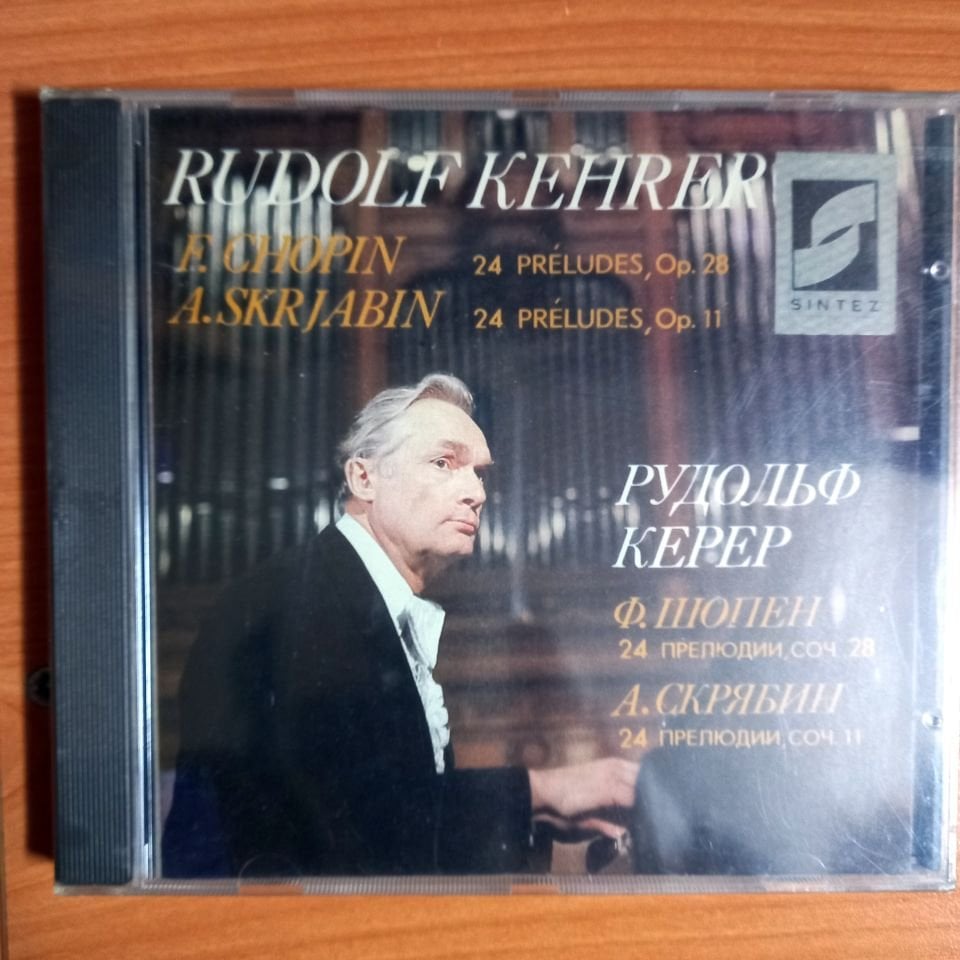 RUDOLF KEHRER
F. CHOPIN 24 PRÉLUDES, Op. 28
A. SKRJABIN 24 PRÉLUDES, Op. 11
SINTEZ
РУДОЛЬФ
КЕРЕР
Ф. ШОПЕН
24 ПРЕЛЮДИИ, СОЧ. 28
А. СКРЯБИН
24 ПРЕЛЮДИИ, СОЧ. 11